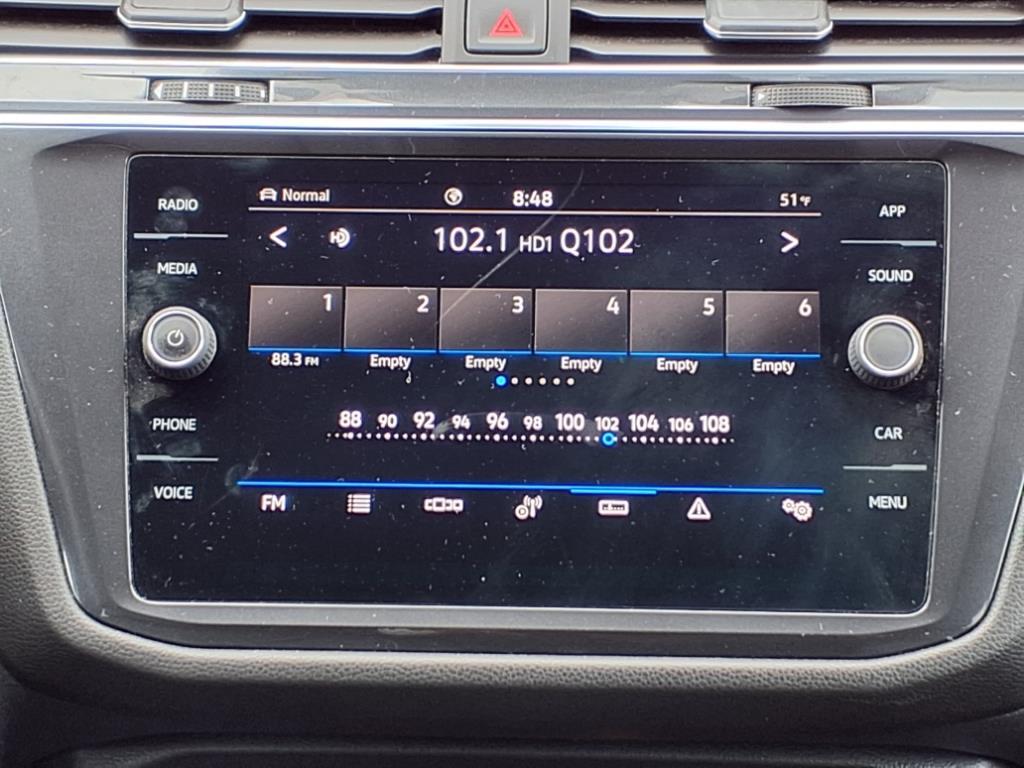 RADIO
MEDIA
PHONE
VOICE
Normal
8:48
51°F
HD
102.1 HD1 Q102
1 2 3 4 5 6
88.3 FM Empty Empty Empty Empty Empty
88 90 92 94 96 98 100 102 104 106 108
FM
APP
SOUND
CAR
MENU